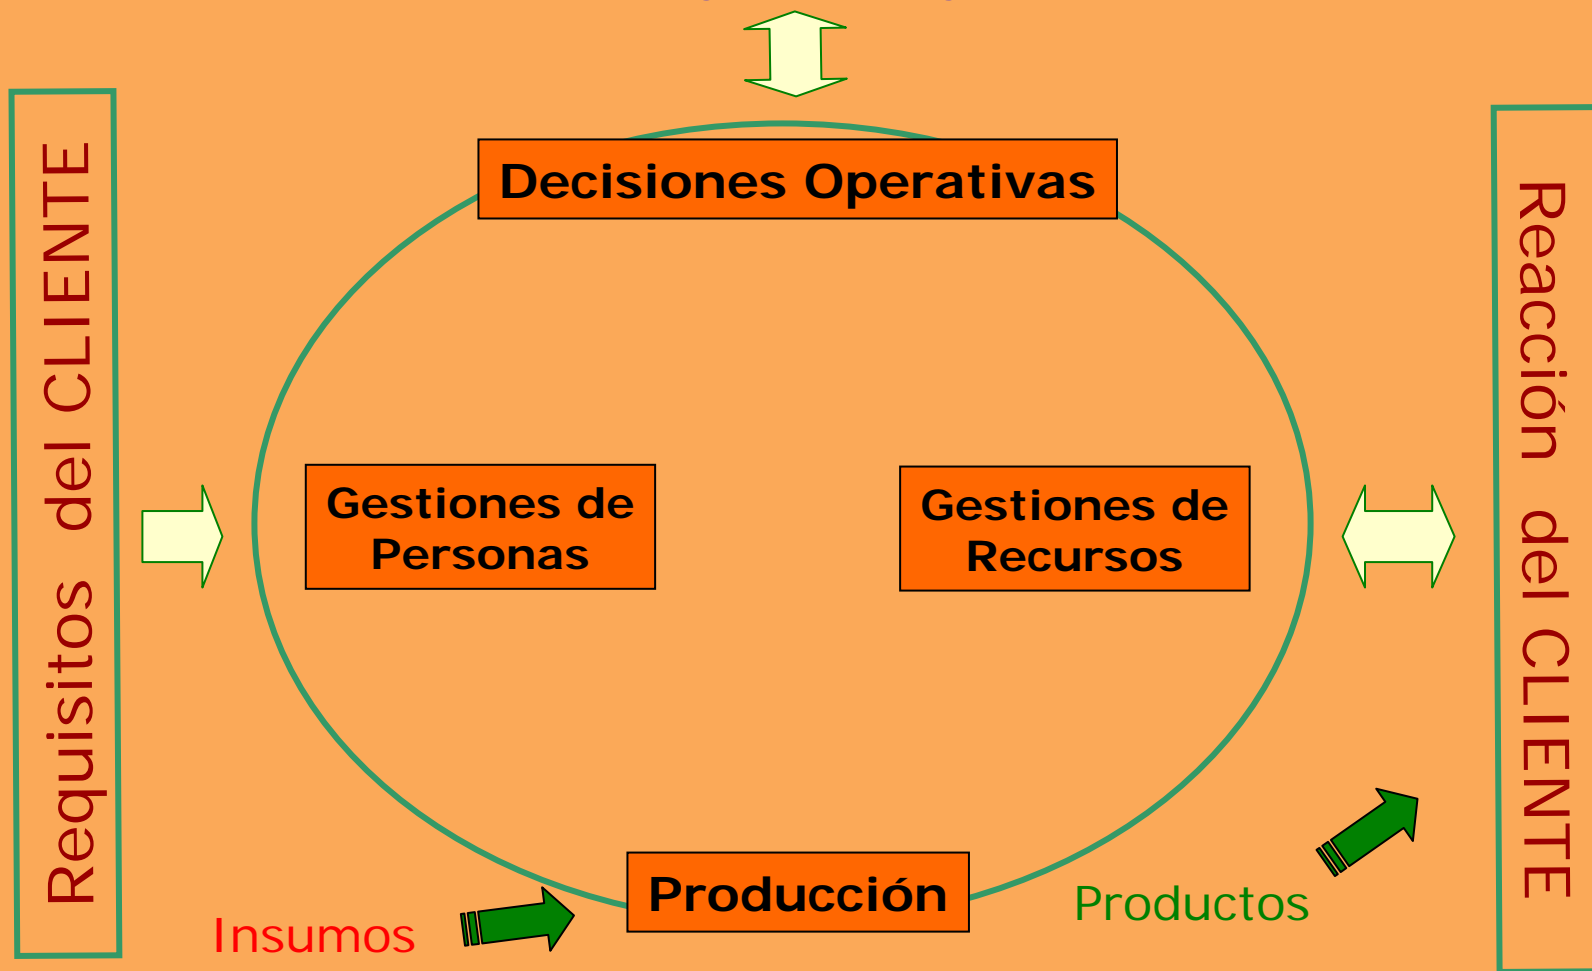 Requisitos del CLIENTE
Decisiones Operativas
Gestiones de
Personas
Gestiones de
Recursos
Producción
Insumos
Productos
Reacción del CLIENTE